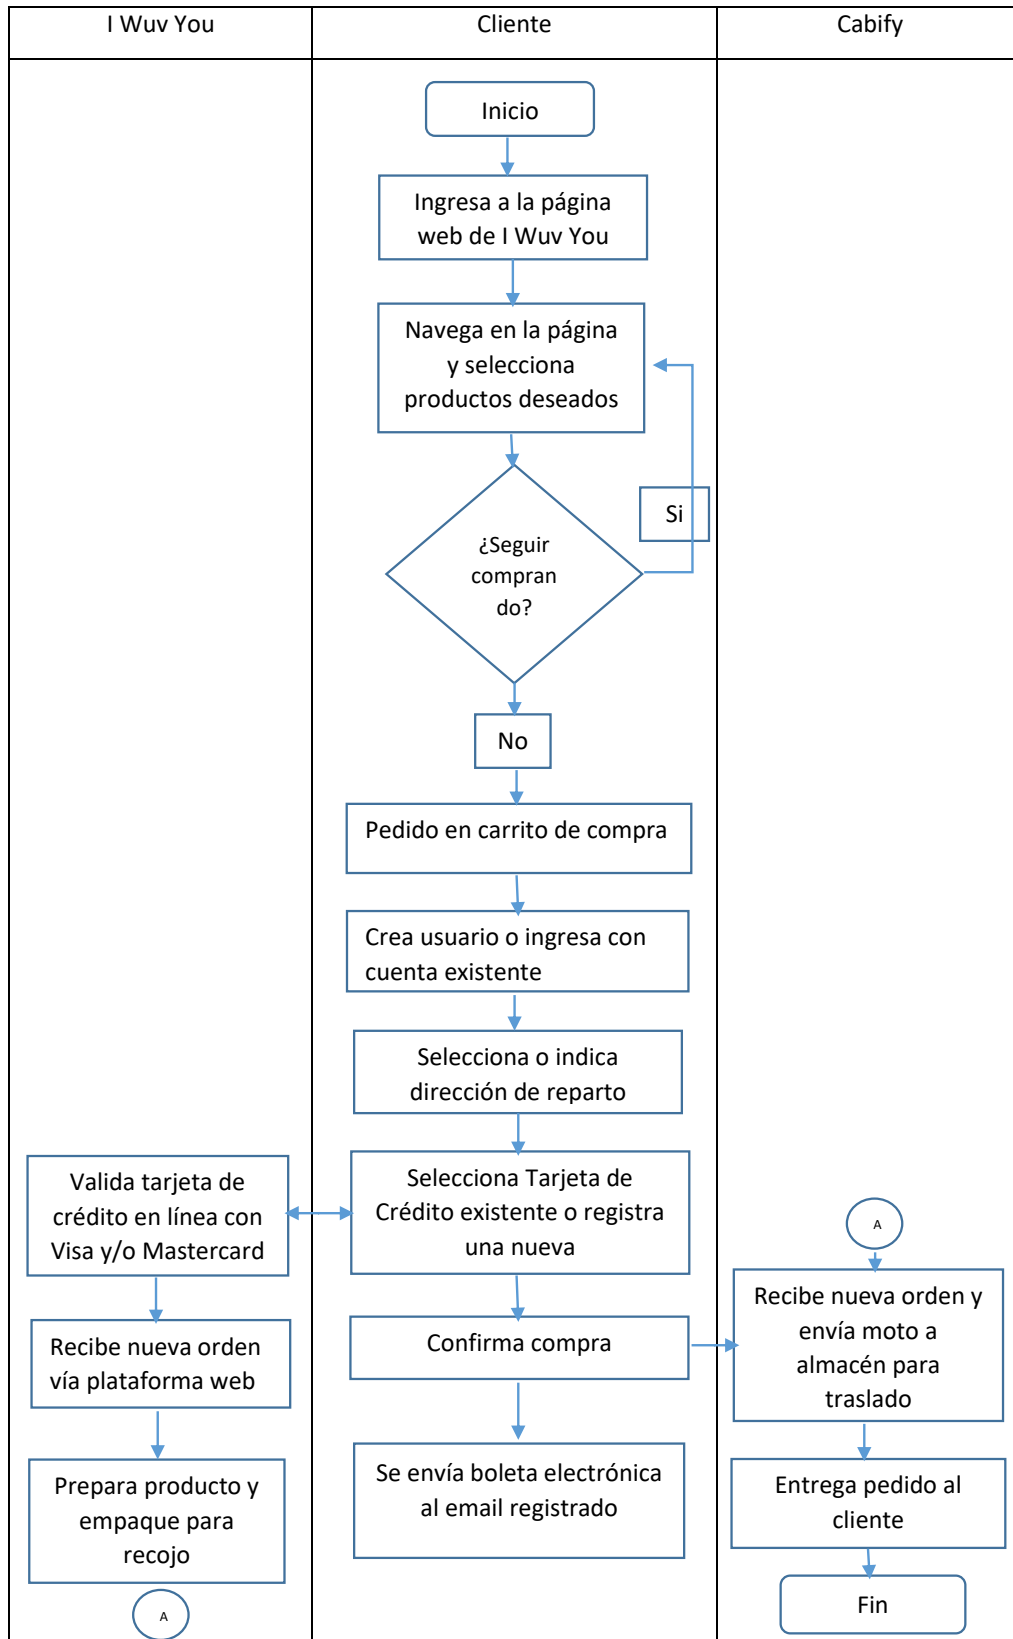 I Wuv You
Cliente
Cabify
Inicio
Ingresa a la página
web de I Wuv You
Navega en la página
y selecciona
productos deseados
Si
¿Seguir
compran
do?
No
Pedido en carrito de compra
Crea usuario o ingresa con
cuenta existente
Selecciona o indica
dirección de reparto
Valida tarjeta de
crédito en línea con
Visa y/o Mastercard
Selecciona Tarjeta de
Crédito existente o registra
una nueva
A
Recibe nueva orden
vía plataforma web
Confirma compra
Recibe nueva orden y
envía moto a
almacén para
traslado
Prepara producto y
empaque para
recojo
Se envía boleta electrónica
al email registrado
Entrega pedido al
cliente
A
Fin